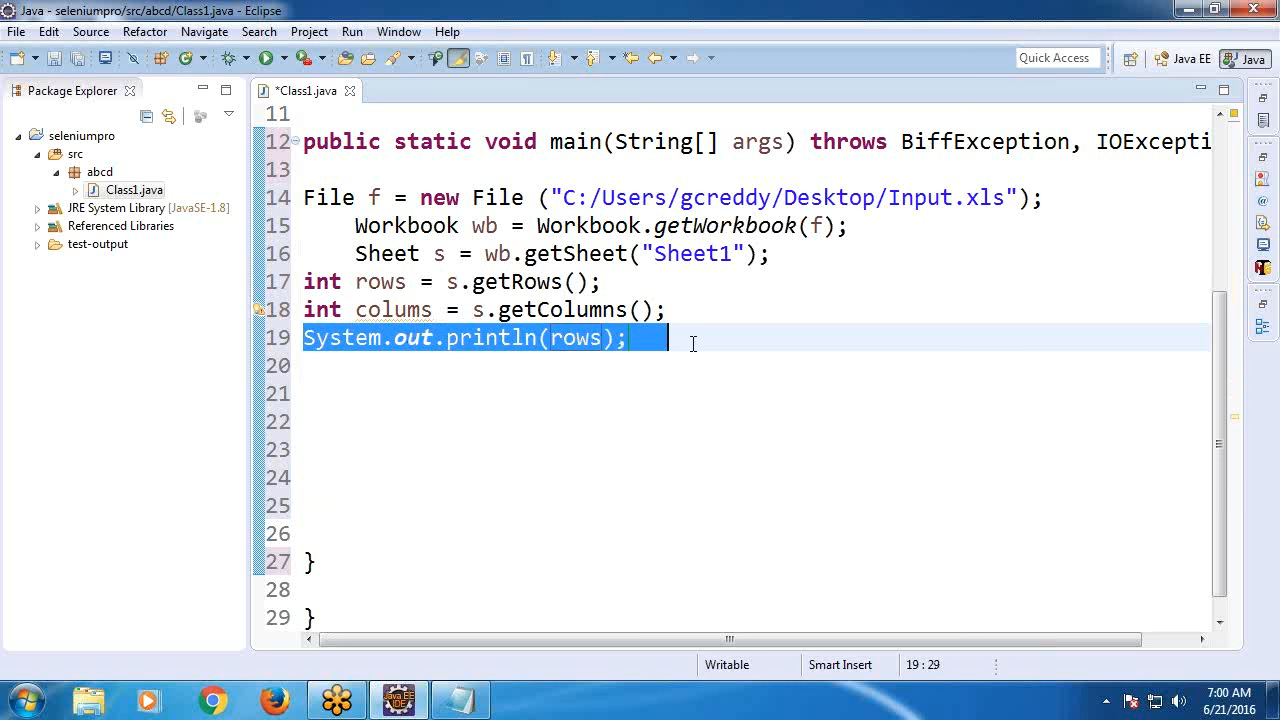 Java - seleniumpro/src/abcd/Class1.java - Eclipse
File Edit Source Refactor Navigate Search Project Run Window Help
Quick Access Java EE Java
Package Explorer
*Class1.java
seleniumpro
src
abcd
Class1.java
JRE System Library [JavaSE-1.8]
Referenced Libraries
test-output
11
12 public static void main(String[] args) throws BiffException, IOExcepti
13
14 File f = new File ("C:/Users/gcreddy/Desktop/Input.xls");
15 Workbook wb = Workbook.getWorkbook(f);
16 Sheet s = wb.getSheet("Sheet1");
17 int rows = s.getRows();
18 int colums = s.getColumns();
19 System.out.println(rows);
20
21
22
23
24
25
26
27 }
28
29 }
Writable Smart Insert 19 : 29
Java EE IDE
7:00 AM
6/21/2016